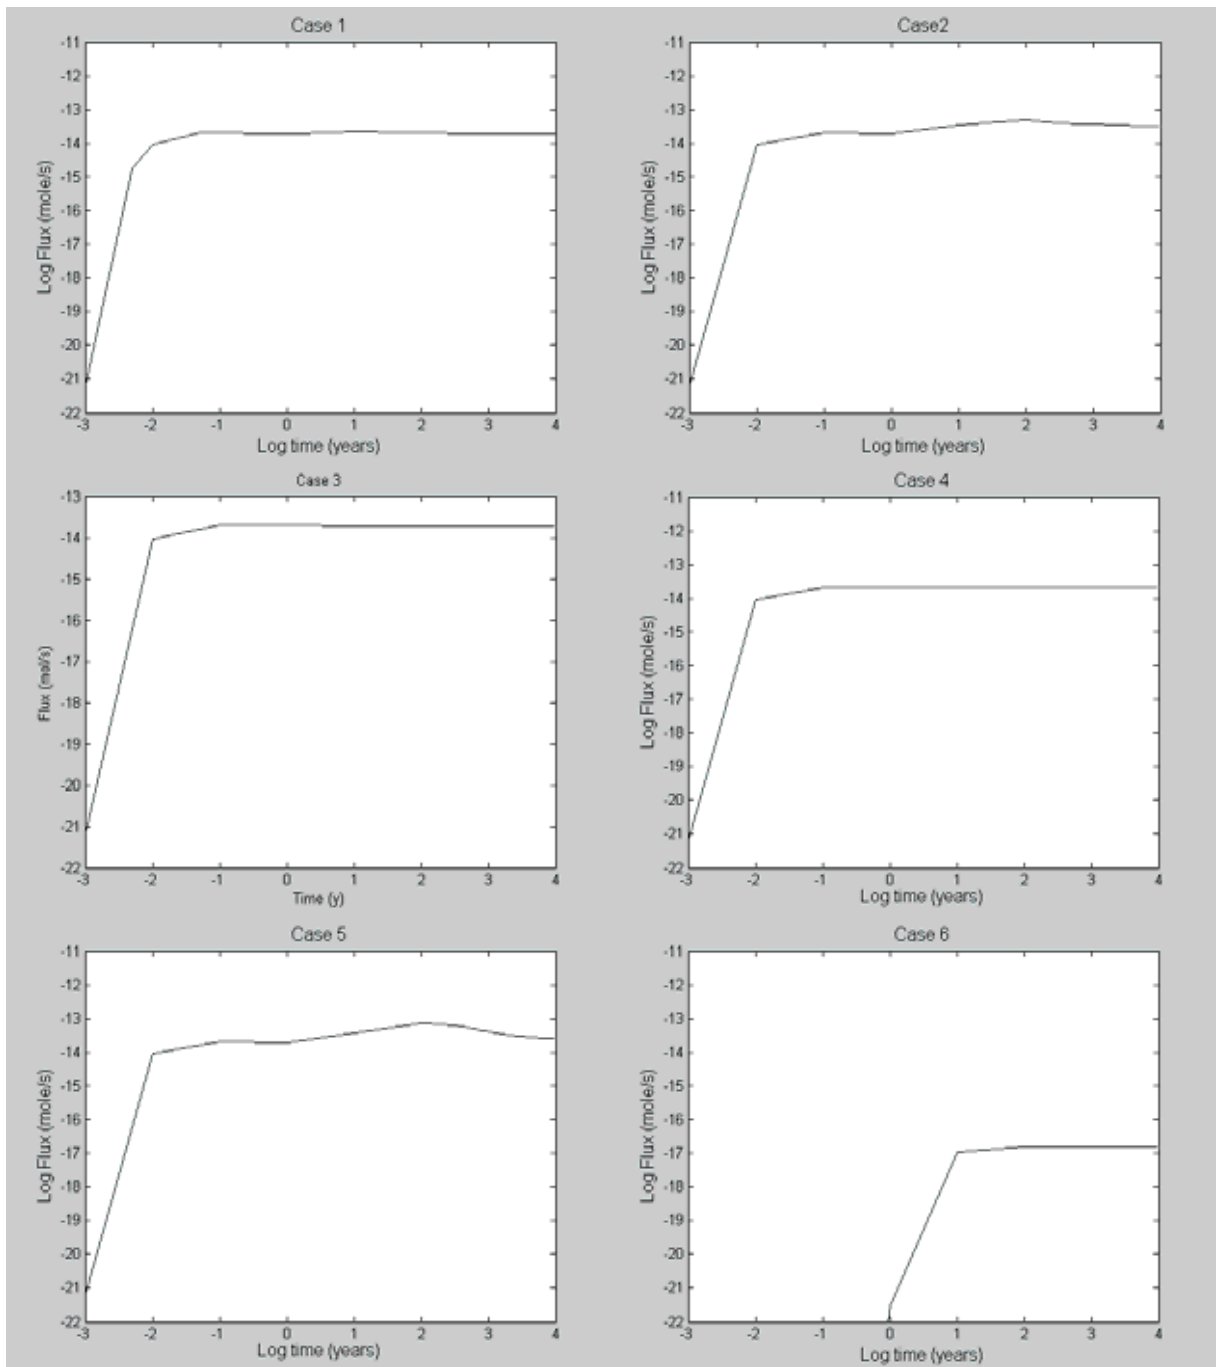 Case 1
-11
-12
-13
-14
-15
-16
-17
-18
-19
-20
-21
-22
Log Flux (mole/s)
-3 -2 -1 0 1 2 3 4
Log time (years)
Case2
-11
-12
-13
-14
-15
-16
-17
-18
-19
-20
-21
-22
Log Flux (mole/s)
-3 -2 -1 0 1 2 3 4
Log time (years)
Case 3
-13
-14
-15
-16
-17
-18
-19
-20
-21
-22
Flux (mol/s)
-3 -2 -1 0 1 2 3 4
Time (y)
Case 4
-11
-12
-13
-14
-15
-16
-17
-18
-19
-20
-21
-22
Log Flux (mole/s)
-3 -2 -1 0 1 2 3 4
Log time (years)
Case 5
-11
-12
-13
-14
-15
-16
-17
-18
-19
-20
-21
-22
Log Flux (mole/s)
-3 -2 -1 0 1 2 3 4
Log time (years)
Case 6
-11
-12
-13
-14
-15
-16
-17
-18
-19
-20
-21
-22
Log Flux (mole/s)
-3 -2 -1 0 1 2 3 4
Log time (years)